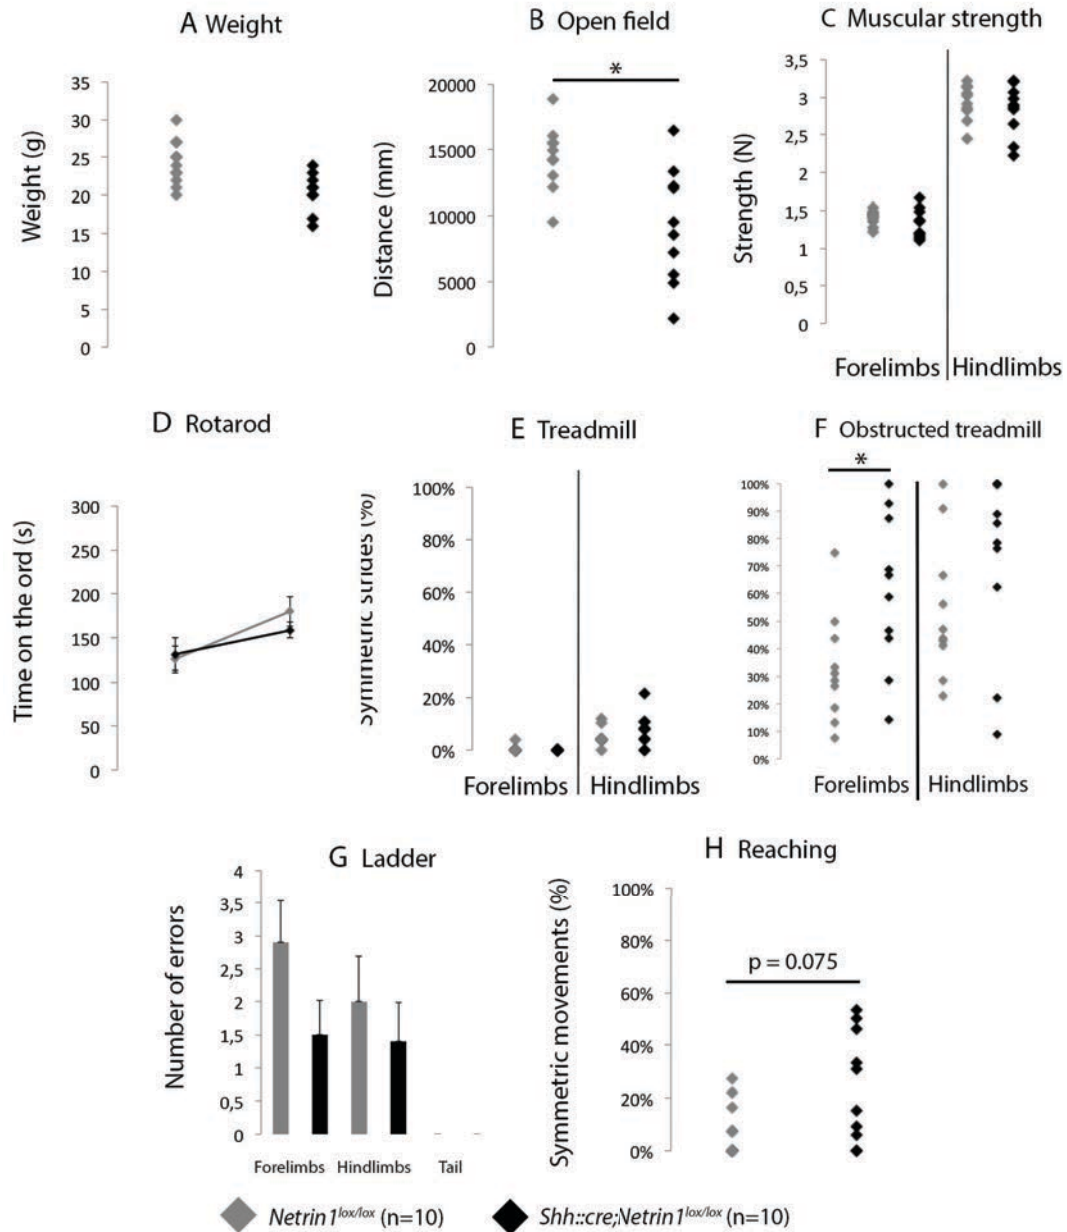 A Weight
Weight (g)
35
30
25
20
15
10
5
0
B Open field
*
Distance (mm)
20000
15000
10000
5000
0
C Muscular strength
Strength (N)
3,5
3
2,5
2
1,5
1
0,5
0
Forelimbs Hindlimbs
D Rotarod
Time on the ord (s)
300
250
200
150
100
50
0
E Treadmill
Symmetric strides (%)
100%
80%
60%
40%
20%
0%
Forelimbs Hindlimbs
F Obstructed treadmill
*
100%
90%
80%
70%
60%
50%
40%
30%
20%
10%
0%
Forelimbs Hindlimbs
G Ladder
Number of errors
4
3,5
3
2,5
2
1,5
1
0,5
0
Forelimbs Hindlimbs Tail
H Reaching
Symmetric movements (%)
100%
80%
60%
40%
20%
0%
p = 0.075
Netrin1lox/lox (n=10) Shh::cre;Netrin1lox/lox (n=10)